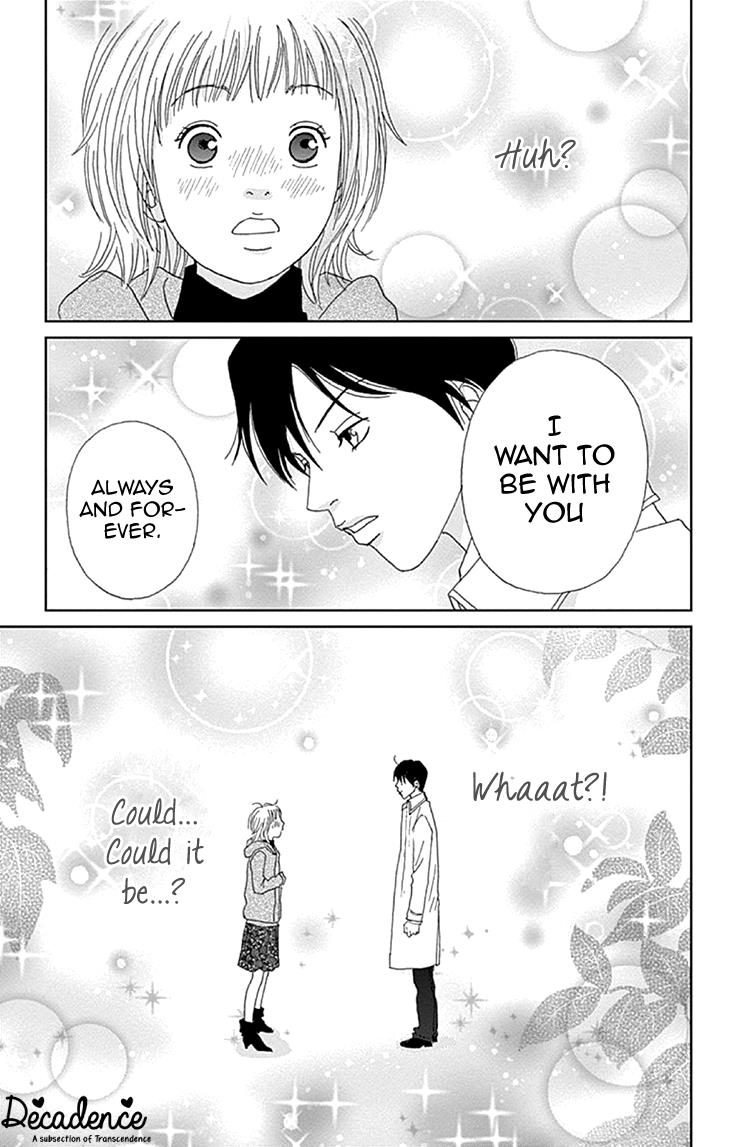 Huh?
I
WANT TO
BE WITH
YOU
ALWAYS
AND FOR-
EVER.
Whaaat?!
Could...
Could it
be...?
Decadence
A subsection of Transcendence